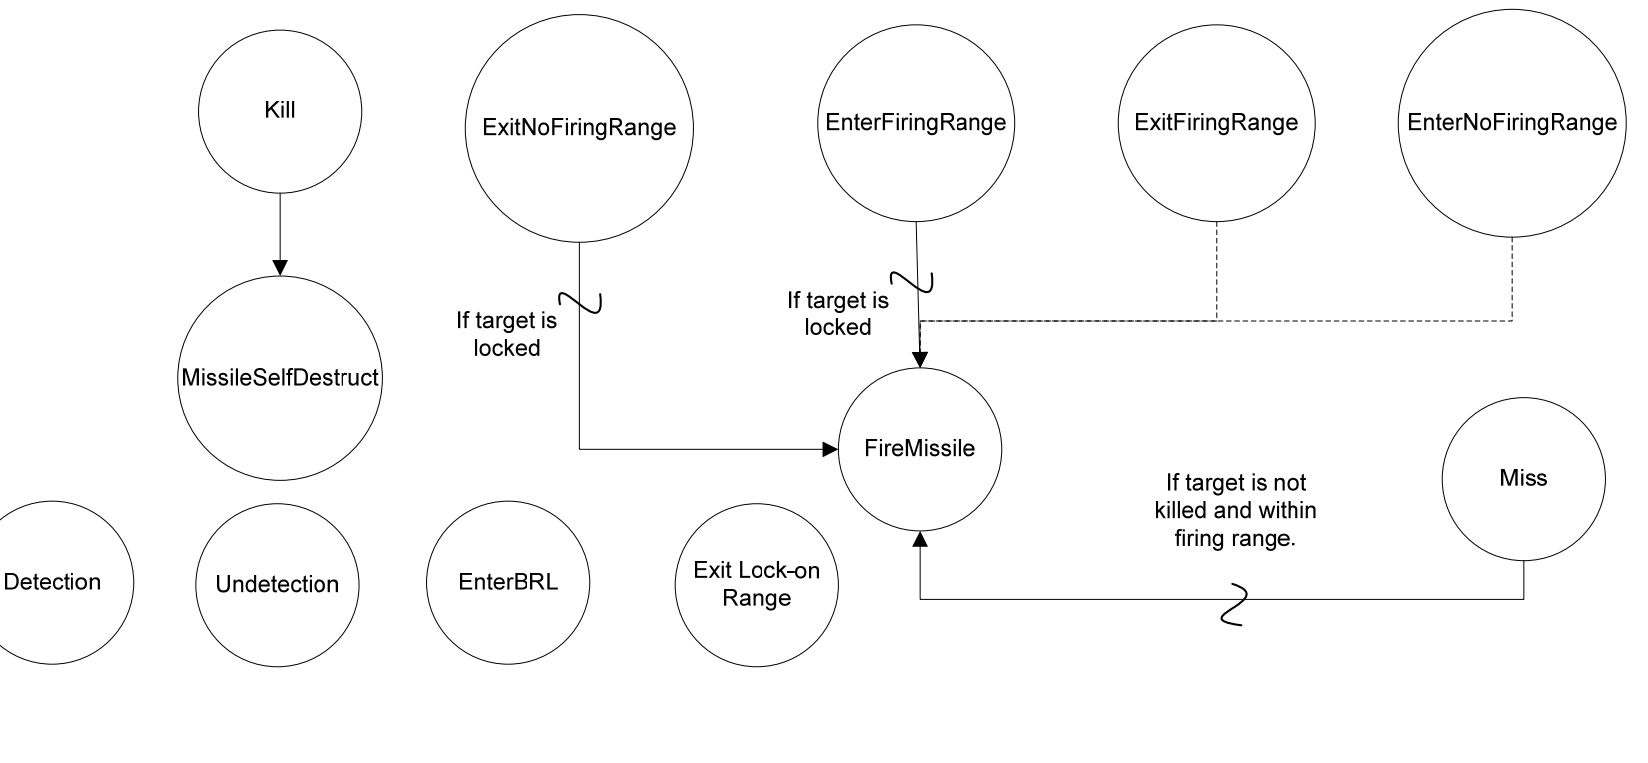 Kill
ExitNoFiringRange
EnterFiringRange
ExitFiringRange
EnterNoFiringRange
If target is
locked
If target is
locked
MissileSelfDestruct
FireMissile
If target is not
killed and within
firing range.
Miss
Detection
Undetection
EnterBRL
Exit Lock-on
Range